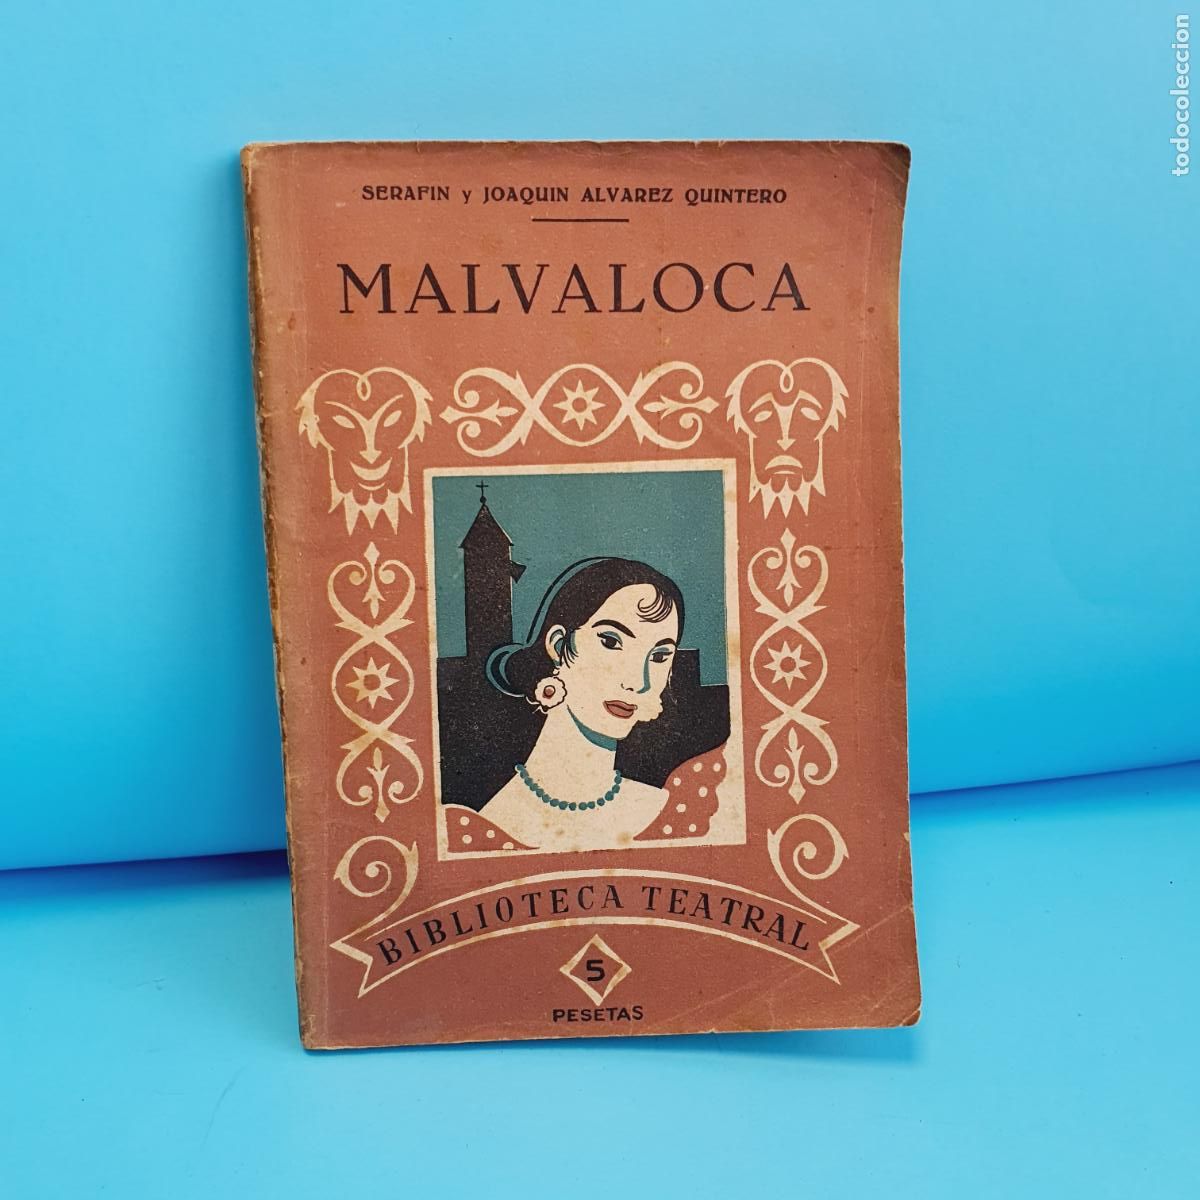 SERAFIN y JOAQUIN ALVAREZ QUINTERO
MALVALOCA
BIBLIOTECA TEATRAL
5
PESETAS
todocoleccion